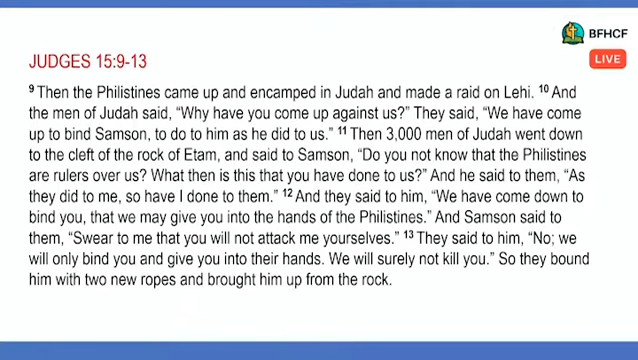 BFHCF
LIVE
JUDGES 15:9-13
⁹ Then the Philistines came up and encamped in Judah and made a raid on Lehi. ¹⁰ And
the men of Judah said, “Why have you come up against us?” They said, “We have come
up to bind Samson, to do to him as he did to us.” ¹¹ Then 3,000 men of Judah went down
to the cleft of the rock of Etam, and said to Samson, “Do you not know that the Philistines
are rulers over us? What then is this that you have done to us?” And he said to them, “As
they did to me, so have I done to them.” ¹² And they said to him, “We have come down to
bind you, that we may give you into the hands of the Philistines.” And Samson said to
them, “Swear to me that you will not attack me yourselves.” ¹³ They said to him, “No; we
will only bind you and give you into their hands. We will surely not kill you.” So they bound
him with two new ropes and brought him up from the rock.